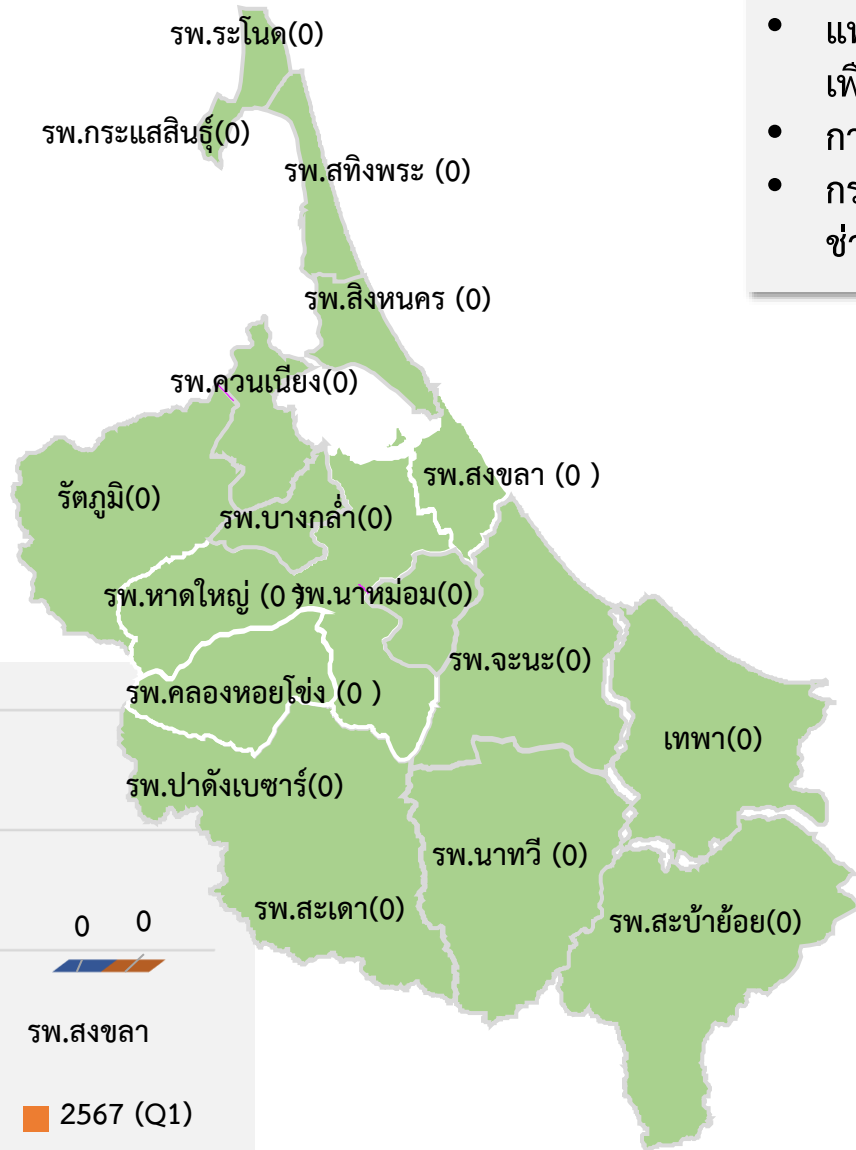 รพ.ระโนด(0)
รพ.กระแสสินธุ์(0)
รพ.สทิงพระ (0)
รพ.สิงหนคร (0)
รพ.ควนเนียง(0)
รพ.สงขลา (0 )
รัตภูมิ(0)
รพ.บางกล่ำ(0)
รพ.หาดใหญ่ (0 )
รพ.นาหม่อม(0)
รพ.จะนะ(0)
รพ.คลองหอยโข่ง (0 )
เทพา(0)
รพ.ปาดังเบซาร์(0)
รพ.นาทวี (0)
รพ.สะเดา(0)
รพ.สะบ้าย้อย(0)
0 0
รพ.สงขลา
2567 (Q1)